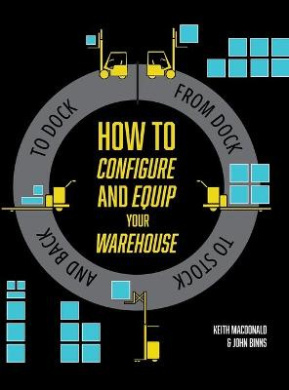 FROM DOCK
TO STOCK
AND BACK
TO DOCK
HOW TO
CONFIGURE
AND EQUIP
YOUR
WAREHOUSE
KEITH MACDONALD
& JOHN BINNS